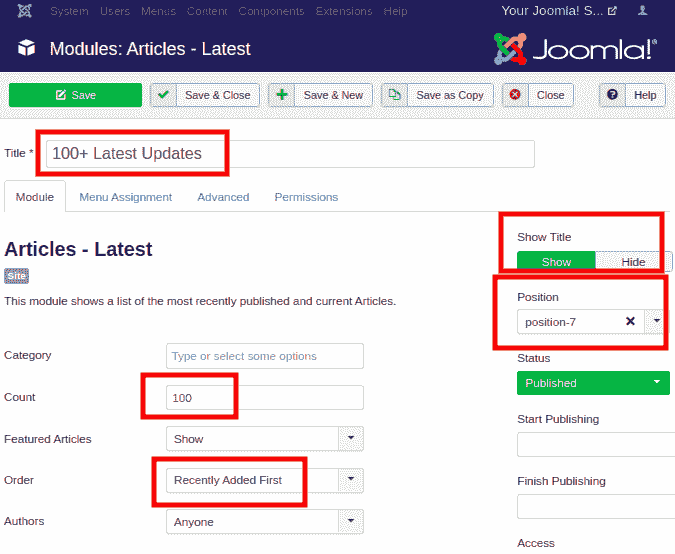 System Users Menus Content Components Extensions Help Your Joomla! S...
Modules: Articles - Latest Joomla!®
Save Save & Close Save & New Save as Copy Close Help
Title * 100+ Latest Updates
Module Menu Assignment Advanced Permissions
Articles - Latest
Site
This module shows a list of the most recently published and current Articles.
Category Type or select some options
Count 100
Featured Articles Show
Order Recently Added First
Authors Anyone
Show Title
Show Hide
Position
position-7
Status
Published
Start Publishing
Finish Publishing
Access